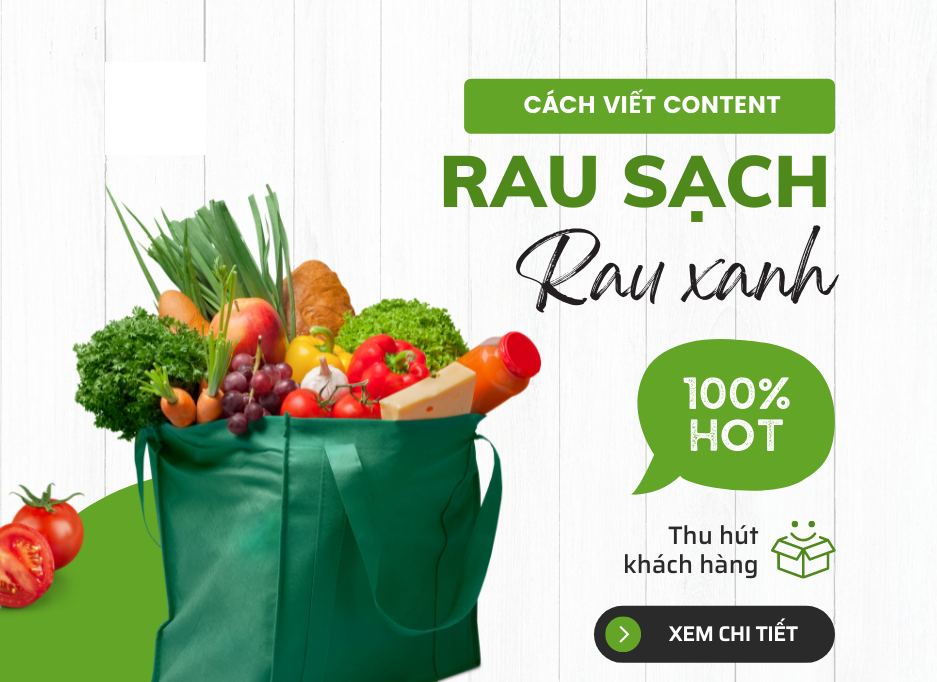 CÁCH VIẾT CONTENT
RAU SẠCH
Rau xanh
100%
HOT
Thu hút
khách hàng
XEM CHI TIẾT